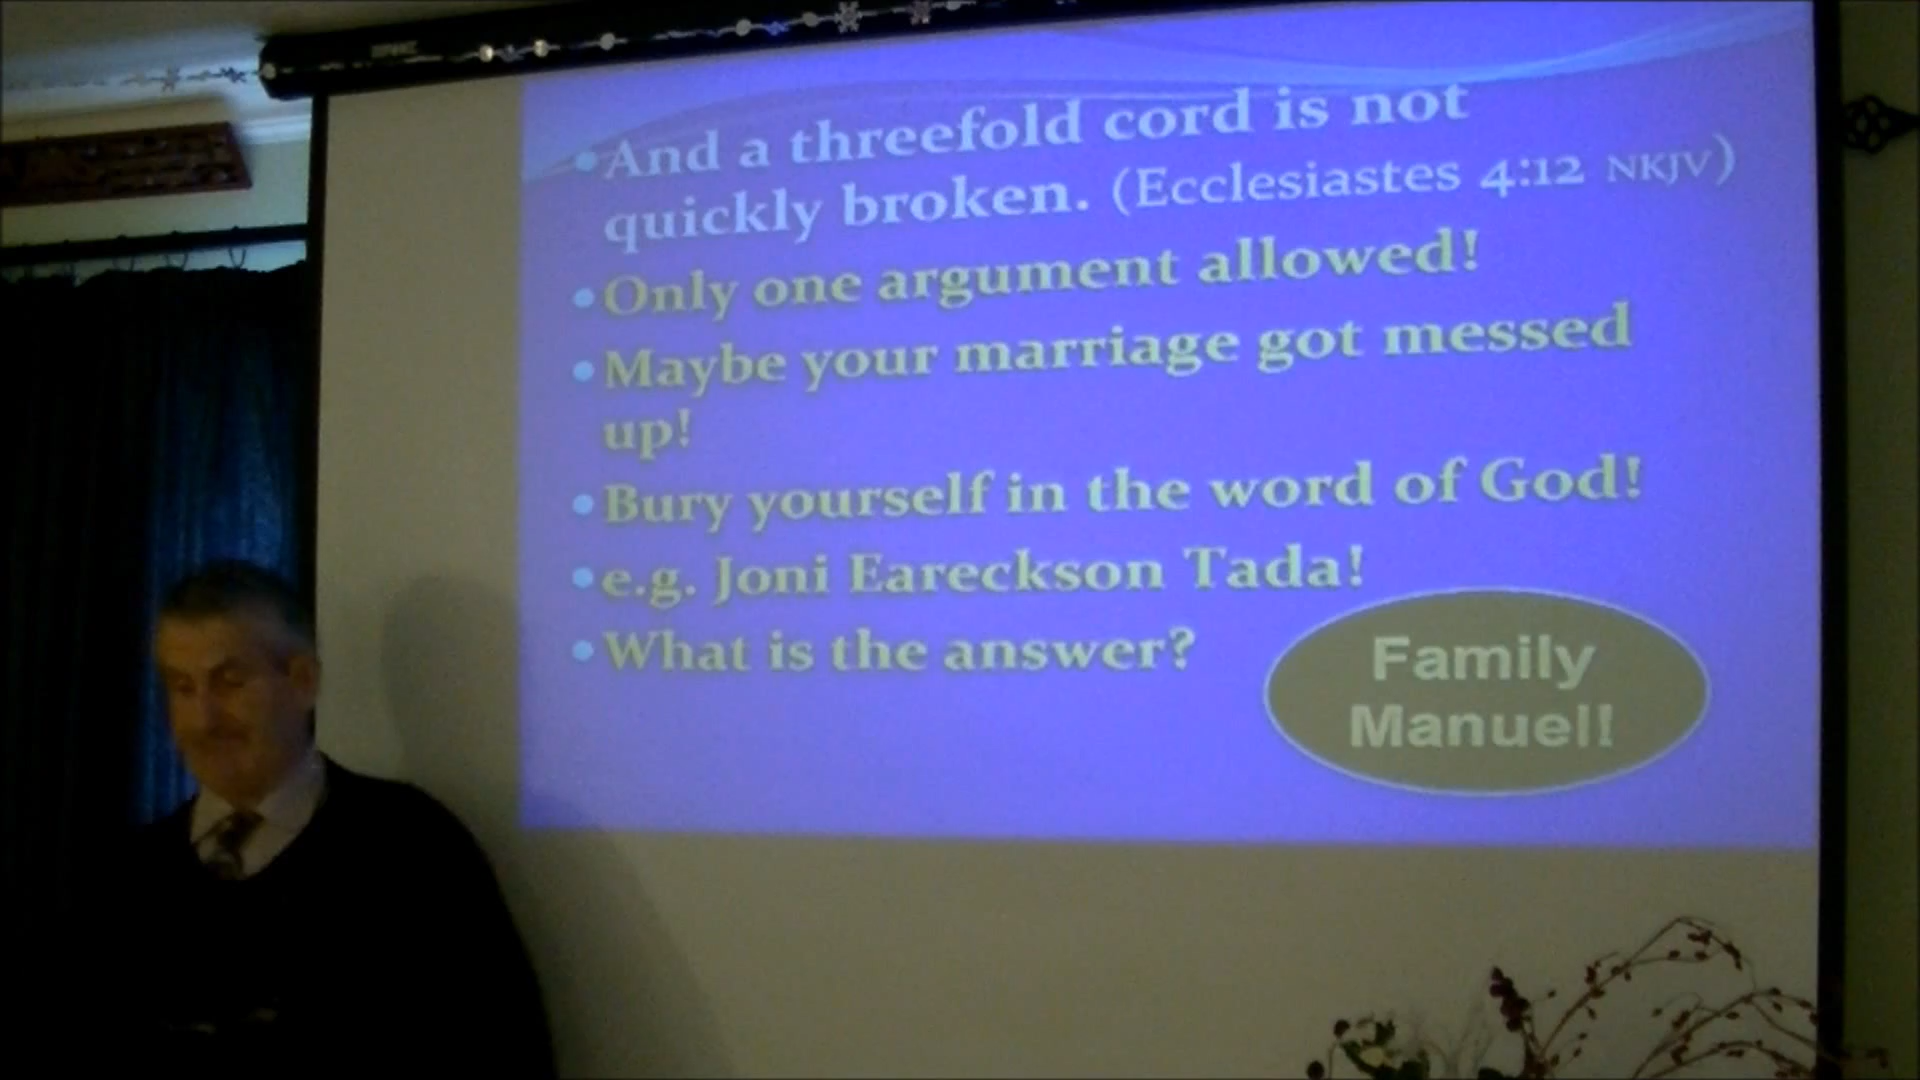 •And a threefold cord is not
quickly broken. (Ecclesiastes 4:12 NKJV)
•Only one argument allowed!
•Maybe your marriage got messed
up!
•Bury yourself in the word of God!
•e.g. Joni Eareckson Tada!
•What is the answer?
Family
Manuel!